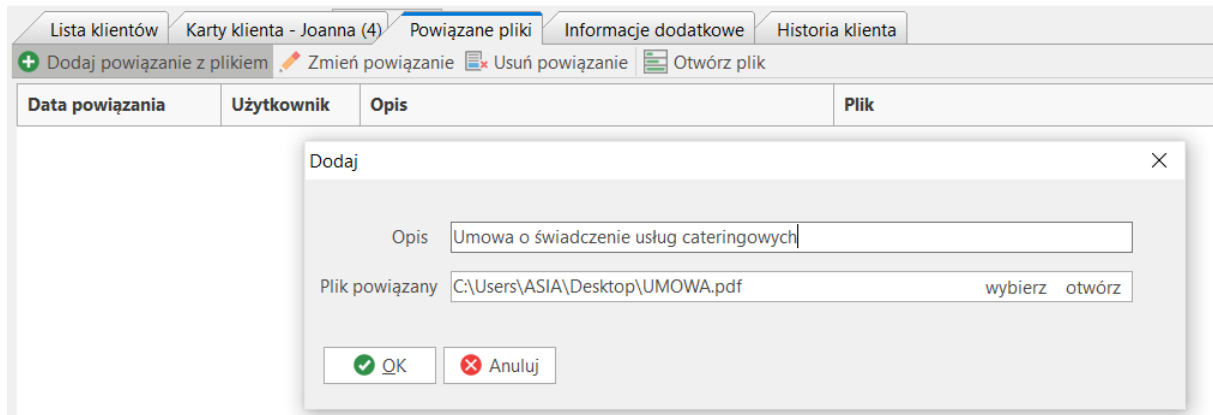 Lista klientów Karty klienta - Joanna (4) Powiązane pliki Informacje dodatkowe Historia klienta
Dodaj powiązanie z plikiem Zmień powiązanie Usuń powiązanie Otwórz plik
Data powiązania Użytkownik Opis Plik
Dodaj
Opis Umowa o świadczenie usług cateringowych
Plik powiązany C:\Users\ASIA\Desktop\UMOWA.pdf wybierz otwórz
OK Anuluj